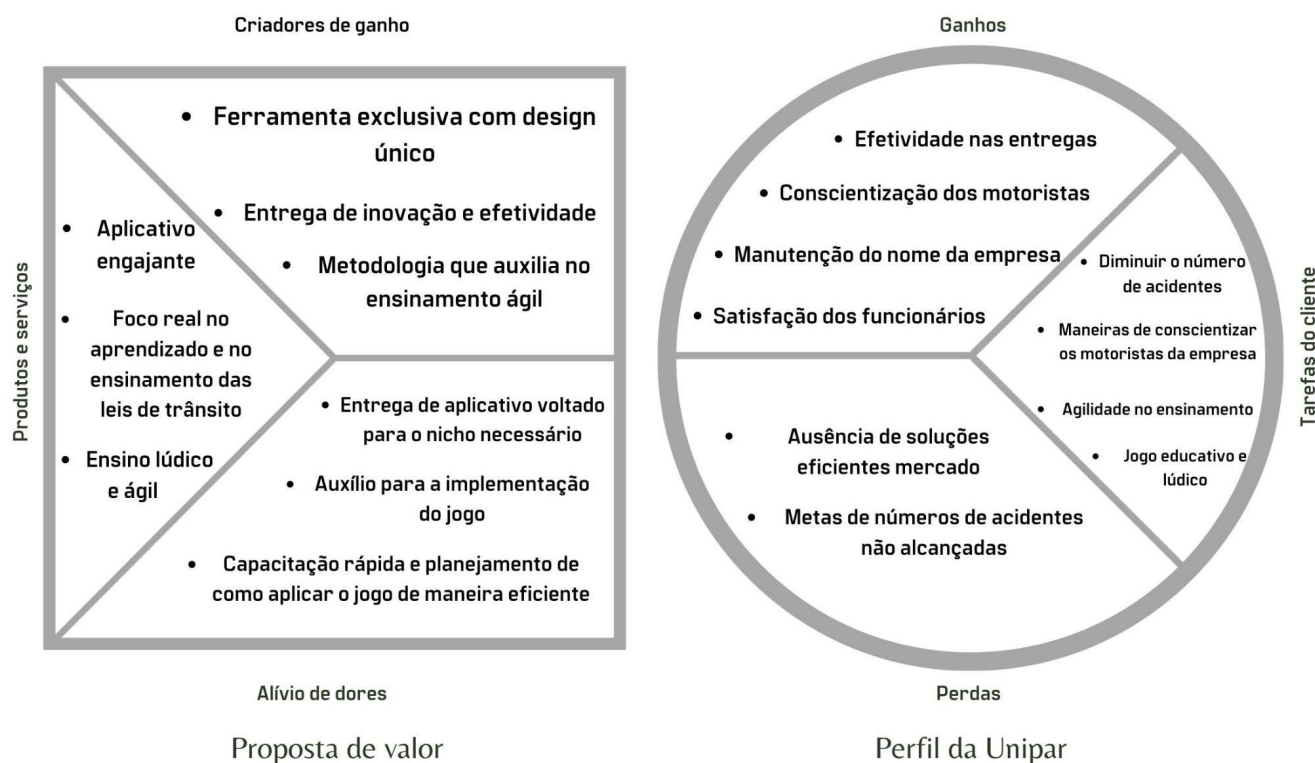 Criadores de ganho
• Ferramenta exclusiva com design
único
• Entrega de inovação e efetividade
• Metodologia que auxilia no
ensinamento ágil
Produtos e serviços
• Aplicativo
engajante
• Foco real no
aprendizado e no
ensinamento das
leis de trânsito
• Ensino lúdico
e ágil
• Entrega de aplicativo voltado
para o nicho necessário
• Auxílio para a implementação
do jogo
• Capacitação rápida e planejamento de
como aplicar o jogo de maneira eficiente
Alívio de dores
Proposta de valor
Ganhos
• Efetividade nas entregas
• Conscientização dos motoristas
• Manutenção do nome da empresa
• Satisfação dos funcionários
• Diminuir o número
de acidentes
• Maneiras de conscientizar
os motoristas da empresa
• Agilidade no ensinamento
• Jogo educativo e
lúdico
Tarefas do cliente
• Ausência de soluções
eficientes mercado
• Metas de números de acidentes
não alcançadas
Perdas
Perfil da Unipar